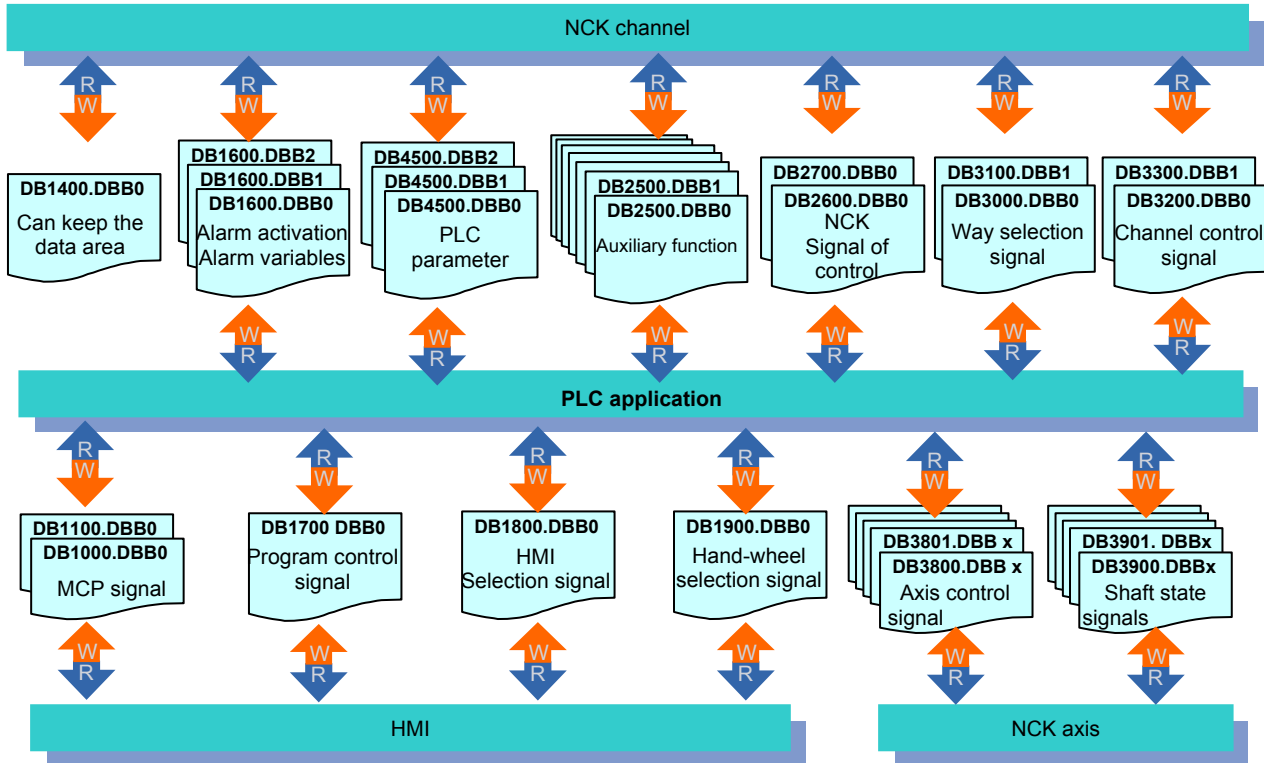 NCK channel
R R R R R R R
W W W W W W W
DB1400.DBB0
Can keep the
data area
DB1600.DBB2
DB1600.DBB1
DB1600.DBB0
Alarm activation
Alarm variables
DB4500.DBB2
DB4500.DBB1
DB4500.DBB0
PLC
parameter
DB2500.DBB1
DB2500.DBB0
Auxiliary function
DB2700.DBB0
DB2600.DBB0
NCK
Signal of
control
DB3100.DBB1
DB3000.DBB0
Way selection
signal
DB3300.DBB1
DB3200.DBB0
Channel control
signal
W W W W W W
R R R R R R
PLC application
R R R R R R
W W W W W W
DB1100.DBB0
DB1000.DBB0
MCP signal
DB1700 DBB0
Program control
signal
DB1800.DBB0
HMI
Selection signal
DB1900.DBB0
Hand-wheel
selection signal
DB3801.DBB x
DB3800.DBB x
Axis control
signal
DB3901. DBBx
DB3900.DBBx
Shaft state
signals
W W W W W W
R R R R R R
HMI
NCK axis